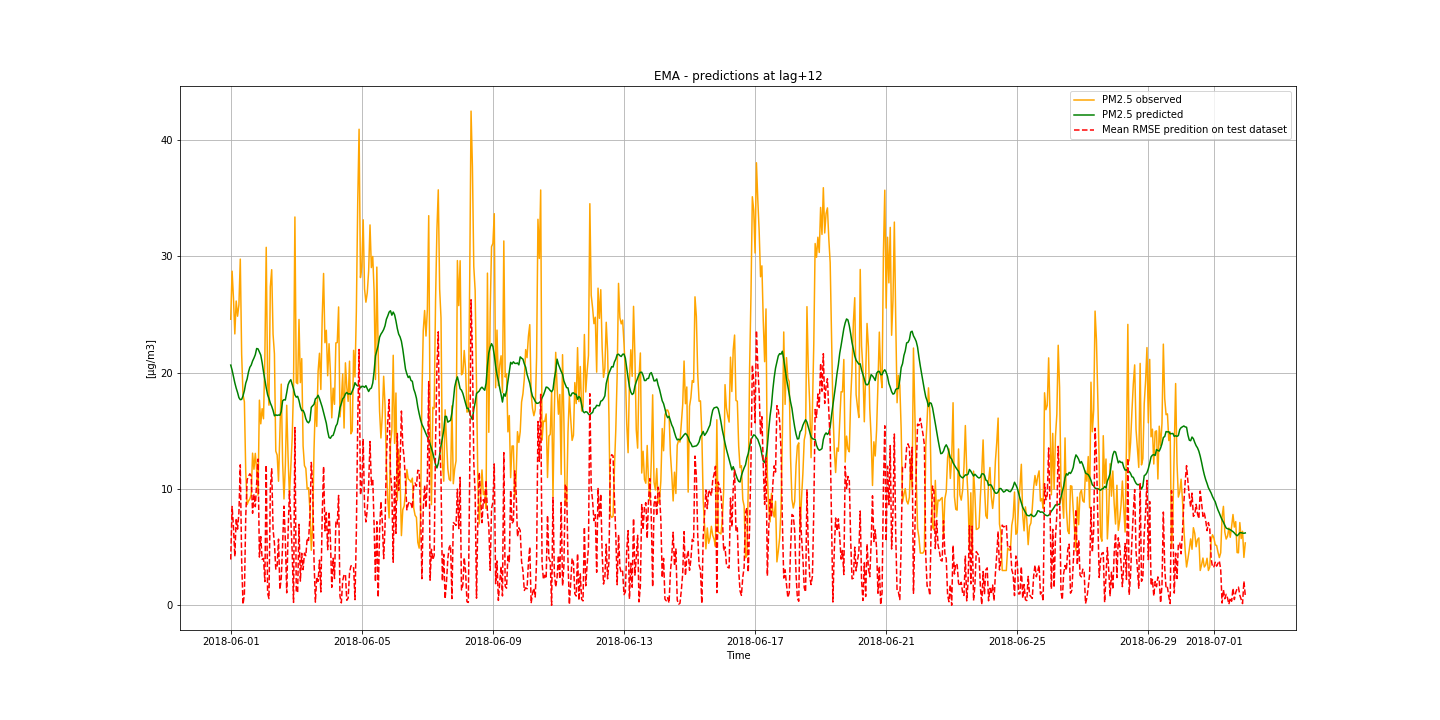 EMA - predictions at lag+12
PM2.5 observed
PM2.5 predicted
Mean RMSE predition on test dataset
40
30
20
10
0
[µg/m3]
2018-06-01 2018-06-05 2018-06-09 2018-06-13 2018-06-17 2018-06-21 2018-06-25 2018-06-29 2018-07-01
Time